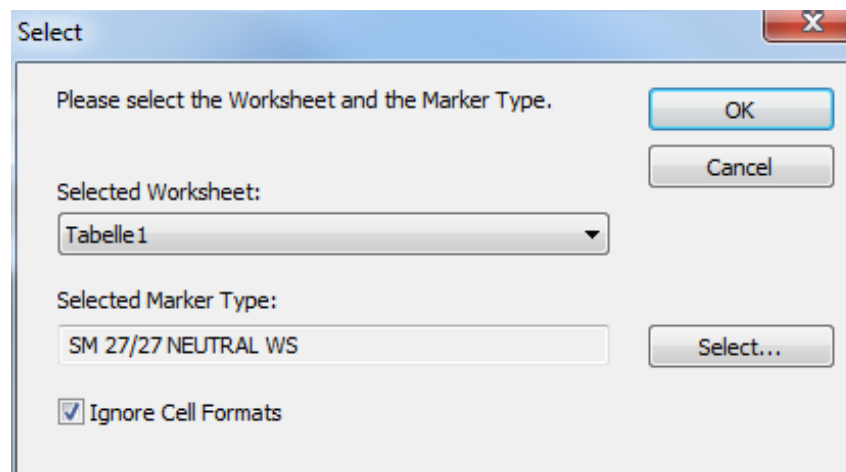 Select
Please select the Worksheet and the Marker Type.
OK
Cancel
Selected Worksheet:
Tabelle1
Selected Marker Type:
SM 27/27 NEUTRAL WS
Select...
Ignore Cell Formats